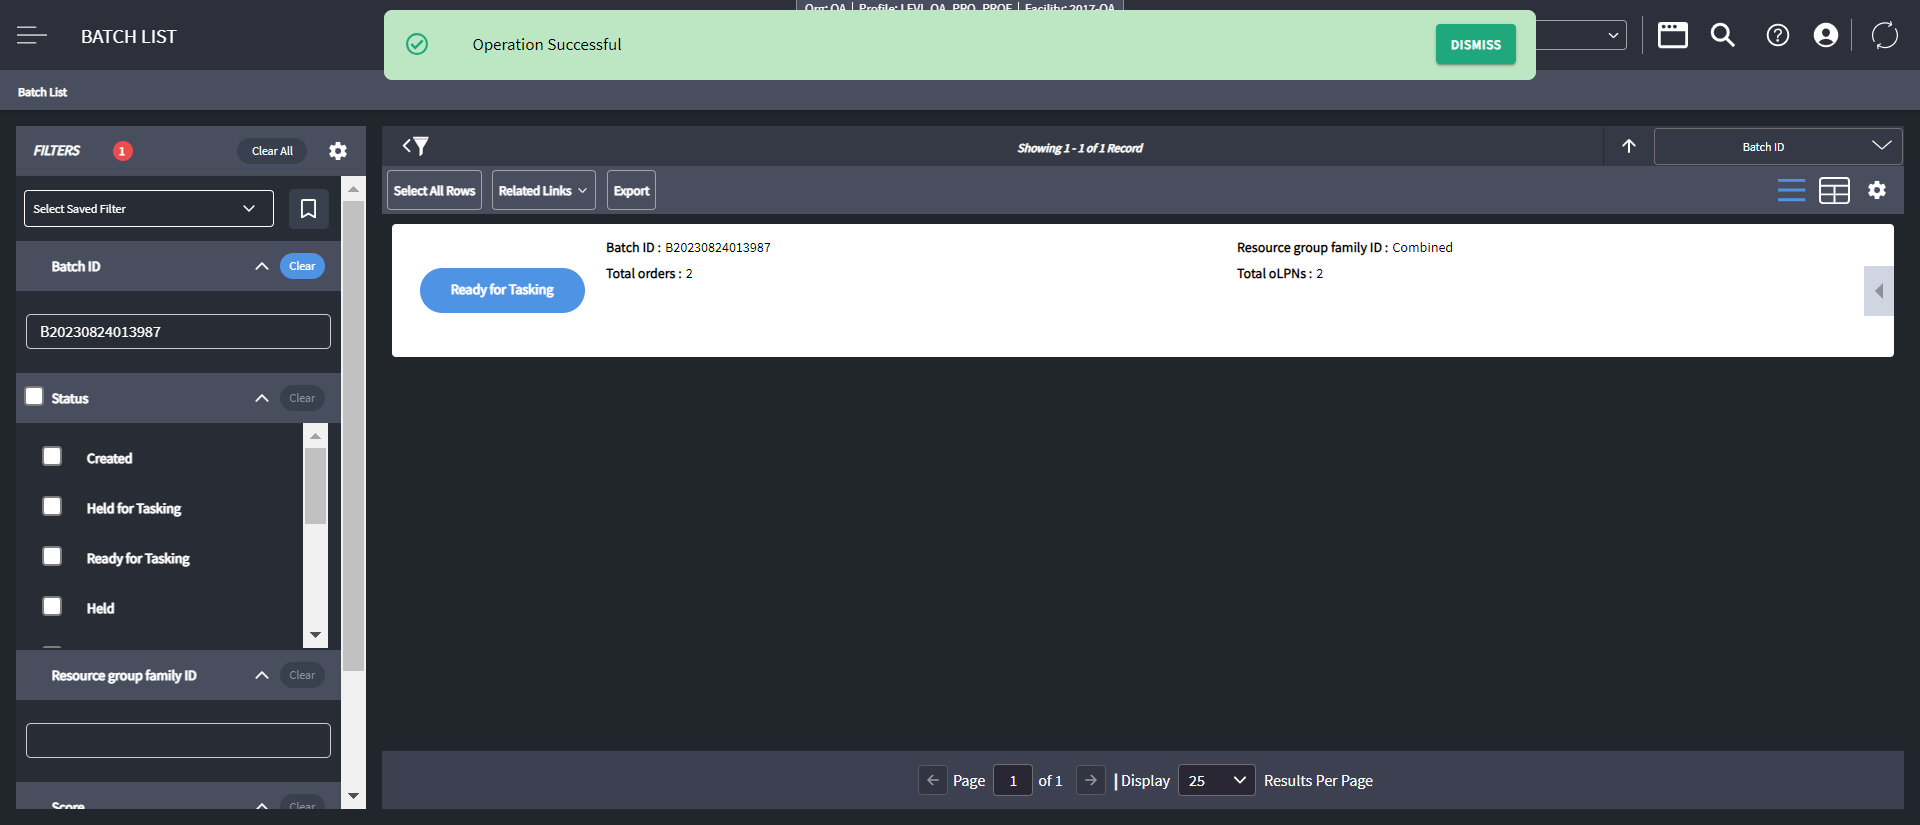 Org: QA | Profile: LEVI_QA_PRO_PROF | Facility: 2017-QA
BATCH LIST
Operation Successful
DISMISS
Batch List
FILTERS
1
Clear All
Showing 1 - 1 of 1 Record
Batch ID
Select Saved Filter
Select All Rows
Related Links
Export
Batch ID
Clear
B20230824013987
Ready for Tasking
Batch ID : B20230824013987
Resource group family ID : Combined
Total orders : 2
Total oLPNs : 2
Status
Clear
Created
Held for Tasking
Ready for Tasking
Held
Resource group family ID
Clear
Score
Clear
Page 1 of 1 | Display 25 Results Per Page